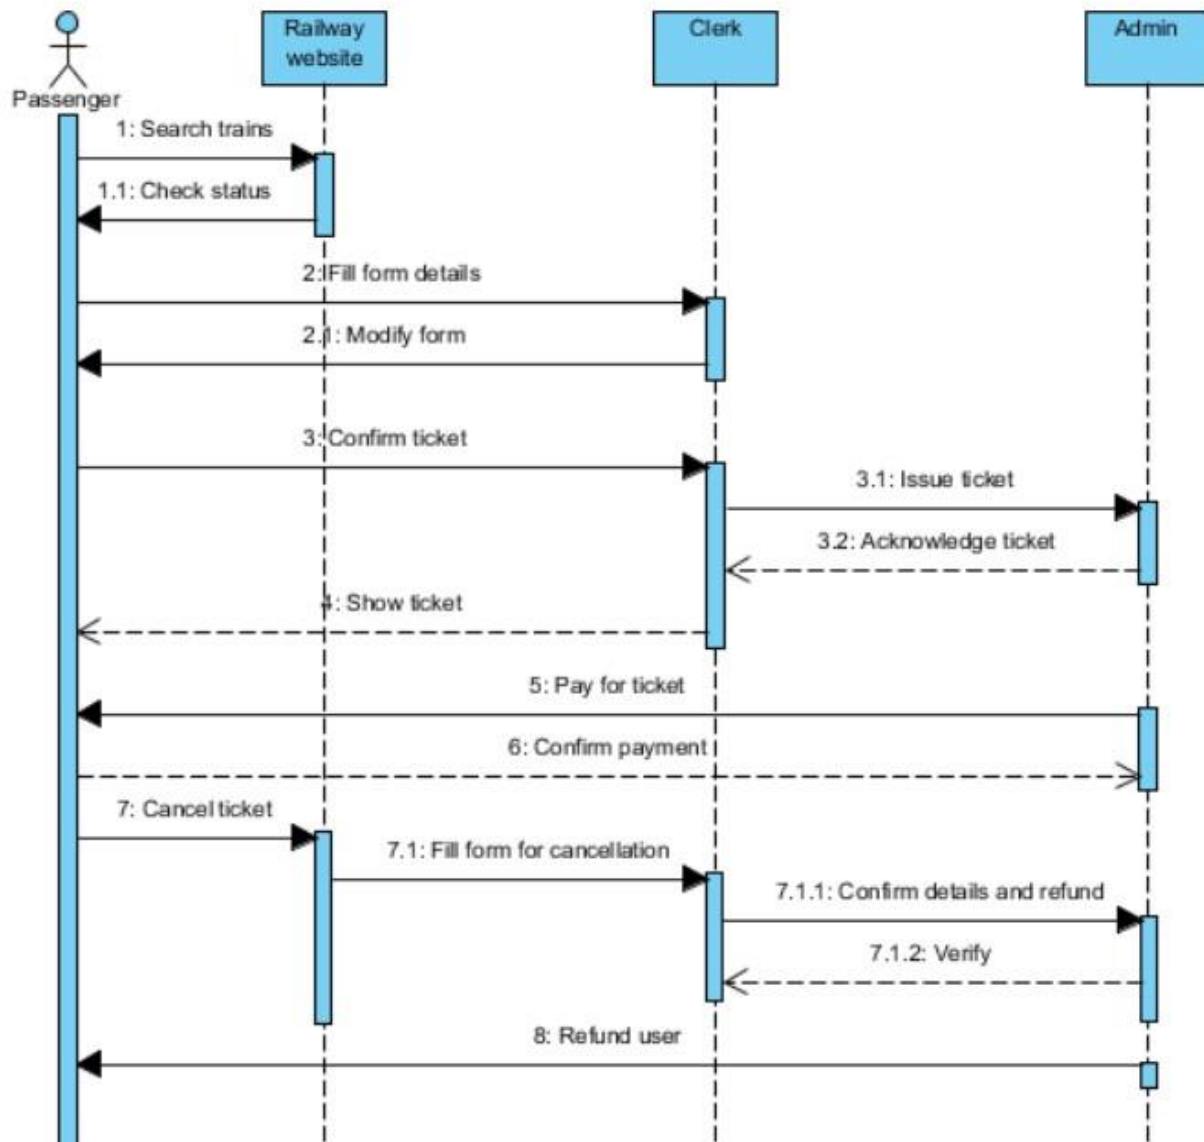 Railway
website
Clerk
Admin
Passenger
1: Search trains
1.1: Check status
2: Fill form details
2.1: Modify form
3: Confirm ticket
3.1: Issue ticket
3.2: Acknowledge ticket
4: Show ticket
5: Pay for ticket
6: Confirm payment
7: Cancel ticket
7.1: Fill form for cancellation
7.1.1: Confirm details and refund
7.1.2: Verify
8: Refund user